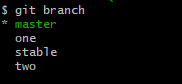 $ git branch
* master
  one
  stable
  two